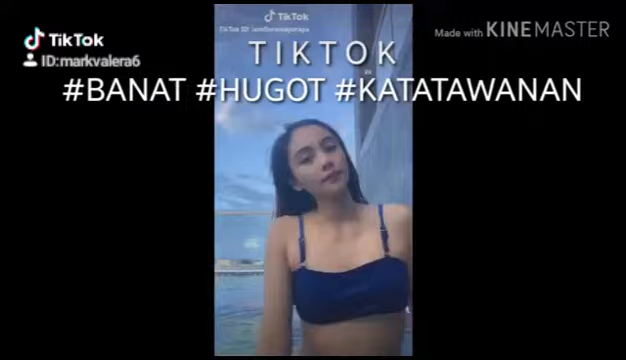 TikTok
ID:markvalera6
TikTok
TIKTOK
#BANAT #HUGOT #KATATAWANAN
Made with KINEMASTER